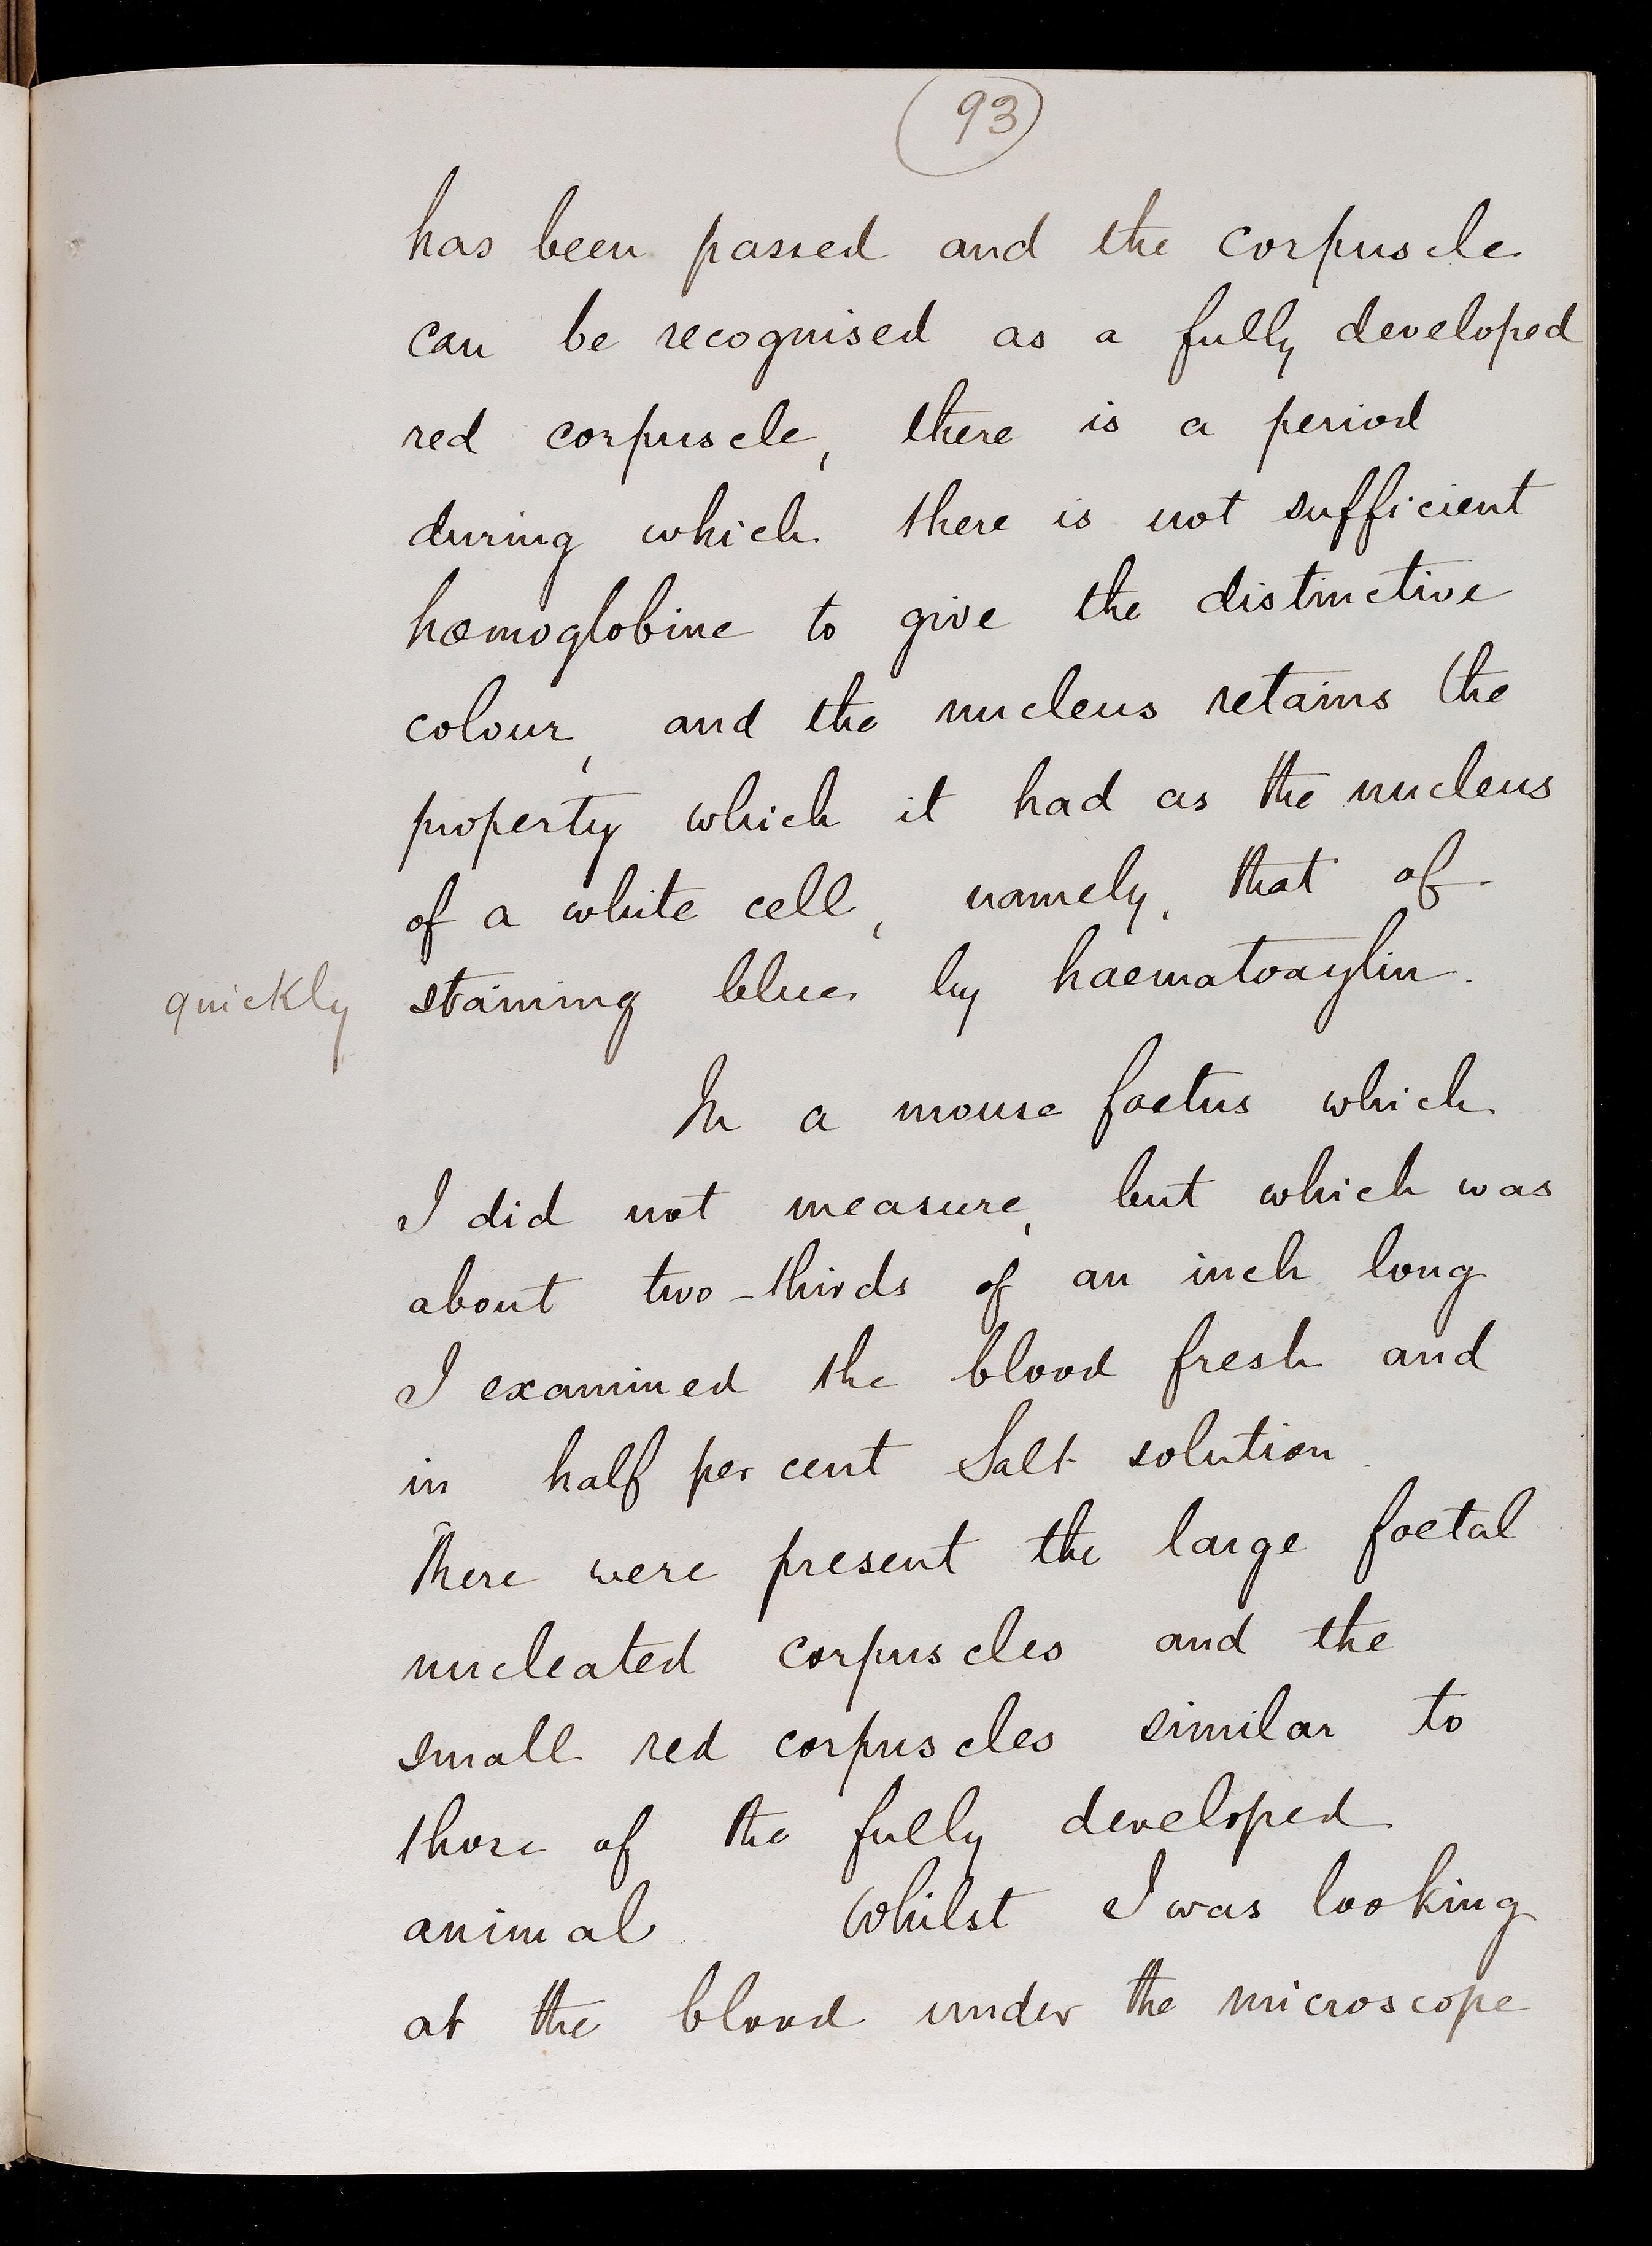 93
has been passed and the corpuscle
can be recognised as a fully developed
red corpuscle, there is a period
during which there is not sufficient
hæmoglobine to give the distinctive
colour, and the nucleus retains the
property which it had as the nucleus
of a white cell, namely, that of
quickly staining blue by haematoxylin.
In a mouse foetus which
I did not measure, but which was
about two-thirds of an inch long
I examined the blood fresh and
in half per cent Salt solution.
There were present the large foetal
nucleated corpuscles and the
small red corpuscles similar to
those of the fully developed
animal. Whilst I was looking
at the blood under the microscope